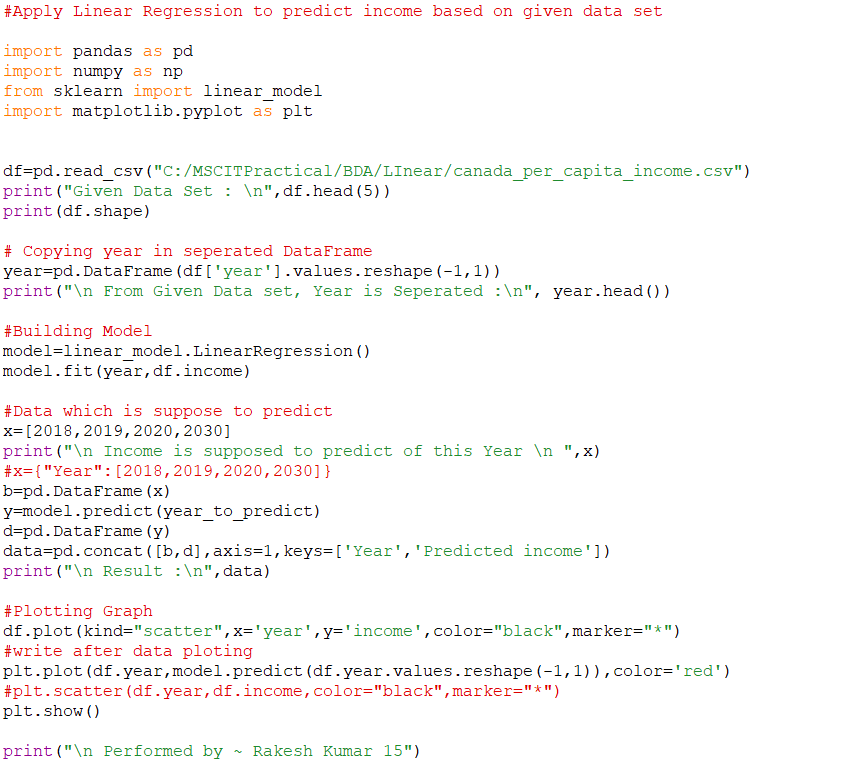 #Apply Linear Regression to predict income based on given data set
import pandas as pd
import numpy as np
from sklearn import linear_model
import matplotlib.pyplot as plt
df=pd.read_csv("C:/MSCITPractical/BDA/LInear/canada_per_capita_income.csv")
print("Given Data Set : \n",df.head(5))
print(df.shape)
# Copying year in seperated DataFrame
year=pd.DataFrame(df['year'].values.reshape(-1,1))
print("\n From Given Data set, Year is Seperated :\n", year.head())
#Building Model
model=linear_model.LinearRegression()
model.fit(year,df.income)
#Data which is suppose to predict
x=[2018,2019,2020,2030]
print("\n Income is supposed to predict of this Year \n ",x)
#x={"Year":[2018,2019,2020,2030]}
b=pd.DataFrame(x)
y=model.predict(year_to_predict)
d=pd.DataFrame(y)
data=pd.concat([b,d],axis=1,keys=['Year','Predicted income'])
print("\n Result :\n",data)
#Plotting Graph
df.plot(kind="scatter",x='year',y='income',color="black",marker="*")
#write after data ploting
plt.plot(df.year,model.predict(df.year.values.reshape(-1,1)),color='red')
#plt.scatter(df.year,df.income,color="black",marker="*")
plt.show()
print("\n Performed by ~ Rakesh Kumar 15")